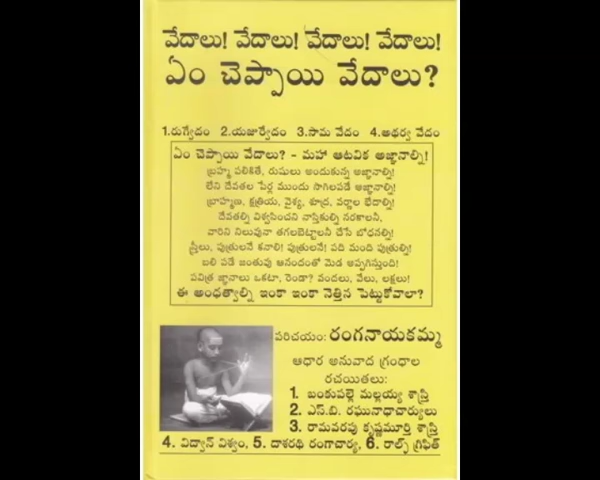 వేదాలు! వేదాలు! వేదాలు! వేదాలు!
ఏం చెప్పాయి వేదాలు?
1.రుగ్వేదం 2.యజుర్వేదం 3.సామ వేదం 4.అథర్వ వేదం
ఏం చెప్పాయి వేదాలు? - మహా ఆటవిక అజ్ఞానాల్ని!
బ్రహ్మ పలికితే, రుషులు అందుకున్న అజ్ఞానాల్ని!
లేని దేవతల పేర్ల ముందు సాగిలపడే అజ్ఞానాల్ని!
బ్రాహ్మణ, క్షత్రియ, వైశ్య, శూద్ర, వర్ణాల భేదాల్ని!
దేవతల్ని విశ్వసించని నాస్తికుల్ని నరకాలనీ,
వారిని నిలువునా తగలబెట్టాలనీ చేసే బోధనల్ని!
స్త్రీలు, పుత్రులనే కనాలి! పుత్రులనే! పది మంది పుత్రుల్ని!
బలి పడే జంతువు ఆనందంతో మెడ అప్పగిస్తుంది!
పవిత్ర జ్ఞానాలు ఒకటా, రెండా? వందలు, వేలు, లక్షలు!
ఈ అంధత్వాల్ని ఇంకా ఇంకా నెత్తిన పెట్టుకోవాలా?
పరిచయం: రంగనాయకమ్మ
ఆధార అనువాద గ్రంధాల
రచయితలు:
1. బంకుపల్లె మల్లయ్య శాస్త్రి
2. ఎస్.బి. రఘునాధాచార్యులు
3. రామవరపు కృష్ణమూర్తి శాస్త్రి
4. విద్వాన్ విశ్వం, 5. దాశరథి రంగాచార్య, 6. రాల్ఫ్ గ్రిఫిత్